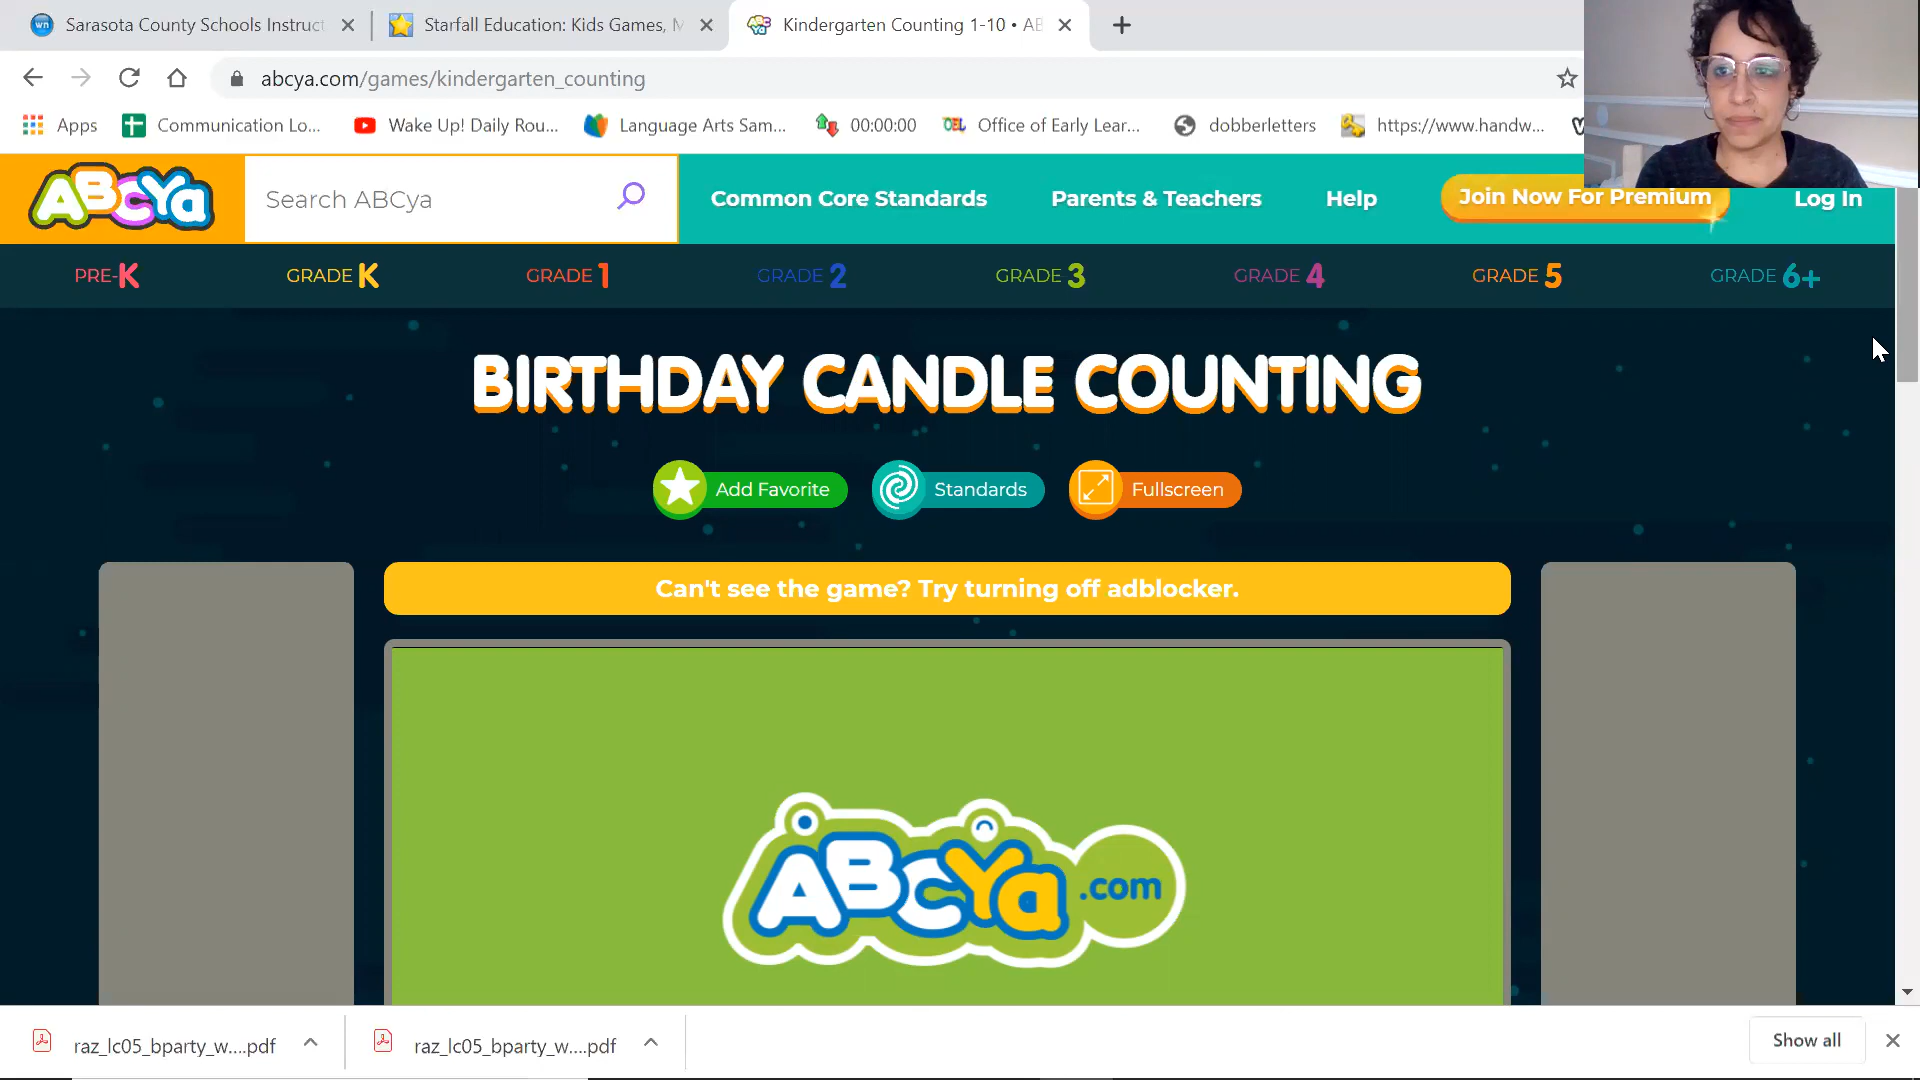 Sarasota County Schools Instruct
Starfall Education: Kids Games, M
Kindergarten Counting 1-10 • AB
abcya.com/games/kindergarten_counting
Apps
Communication Lo...
Wake Up! Daily Rou...
Language Arts Sam...
00:00:00
OEL
Office of Early Lear...
dobberletters
https://www.handw...
ABCYa
Search ABCya
Common Core Standards
Parents & Teachers
Help
Join Now For Premium
Log In
PRE-K
GRADE K
GRADE 1
GRADE 2
GRADE 3
GRADE 4
GRADE 5
GRADE 6+
BIRTHDAY CANDLE COUNTING
Add Favorite
Standards
Fullscreen
Can't see the game? Try turning off adblocker.
ABCYa.com
raz_lc05_bparty_w....pdf
raz_lc05_bparty_w....pdf
Show all